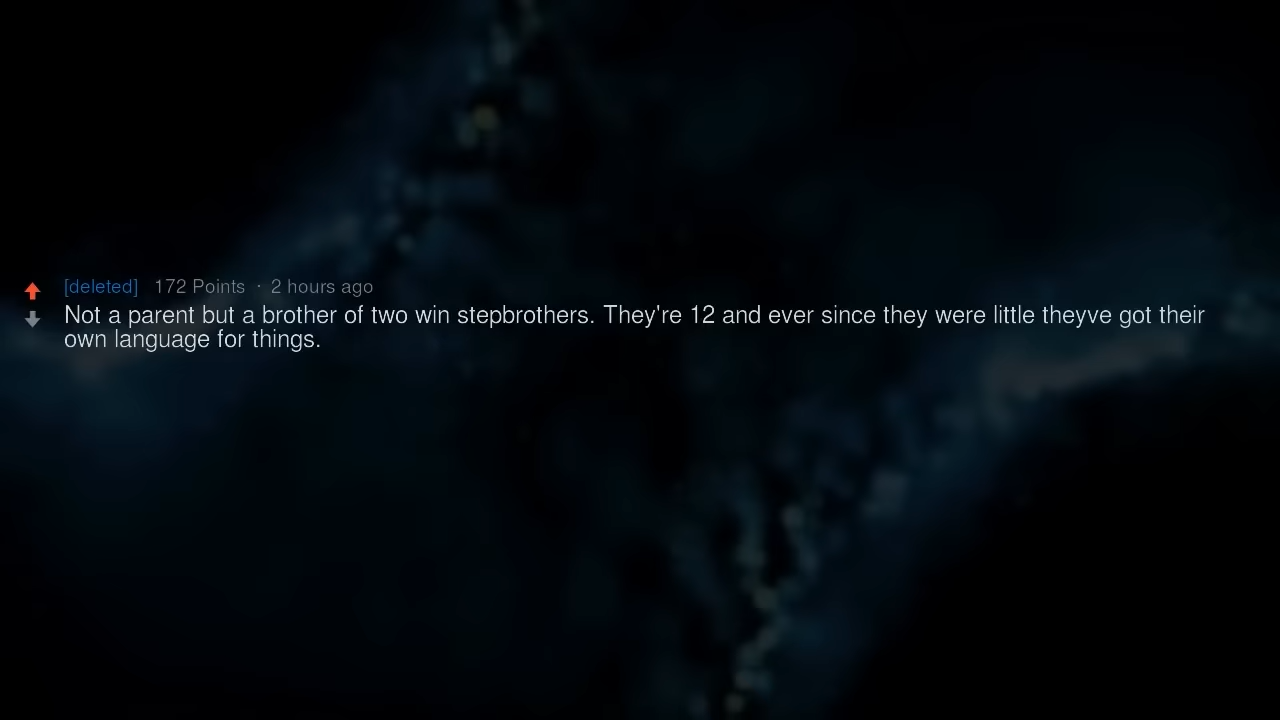 [deleted] 172 Points · 2 hours ago
Not a parent but a brother of two win stepbrothers. They're 12 and ever since they were little theyve got their
own language for things.